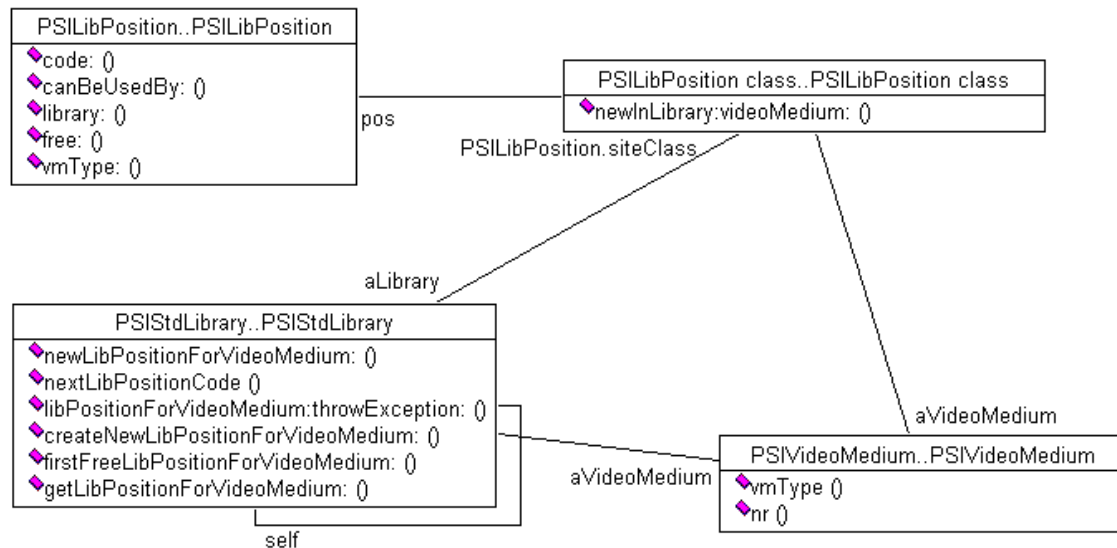 PSILibPosition..PSILibPosition
code: ()
canBeUsedBy: ()
library: ()
free: ()
vmType: ()
pos
PSILibPosition class..PSILibPosition class
newInLibrary:videoMedium: ()
PSILibPosition.siteClass
aLibrary
PSIStdLibrary..PSIStdLibrary
newLibPositionForVideoMedium: ()
nextLibPositionCode ()
libPositionForVideoMedium:throwException: ()
createNewLibPositionForVideoMedium: ()
firstFreeLibPositionForVideoMedium: ()
getLibPositionForVideoMedium: ()
self
aVideoMedium
aVideoMedium
PSIVideoMedium..PSIVideoMedium
vmType ()
nr ()